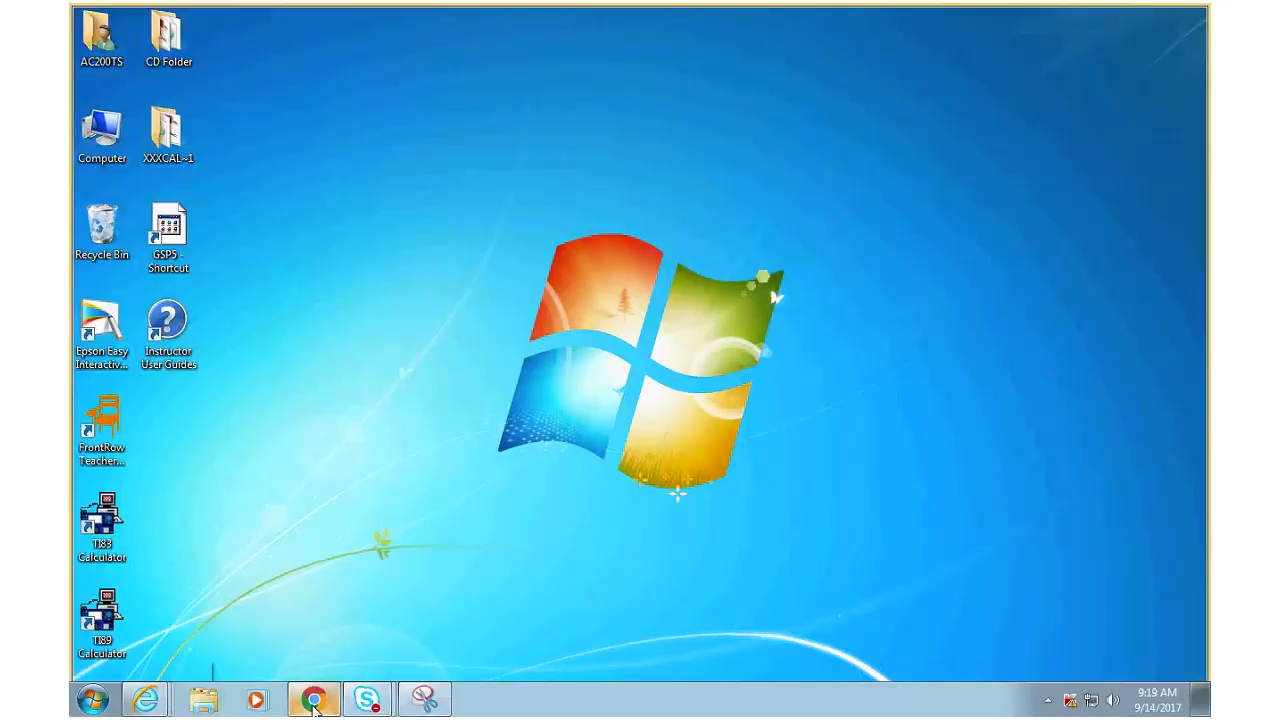 AC200TS
CD Folder
Computer
XXXCAL~1
Recycle Bin
GSP5 -
Shortcut
Epson Easy
Interactiv...
Instructor
User Guides
FrontRow
Teacher...
TI83
Calculator
TI89
Calculator
9:19 AM
9/14/2017